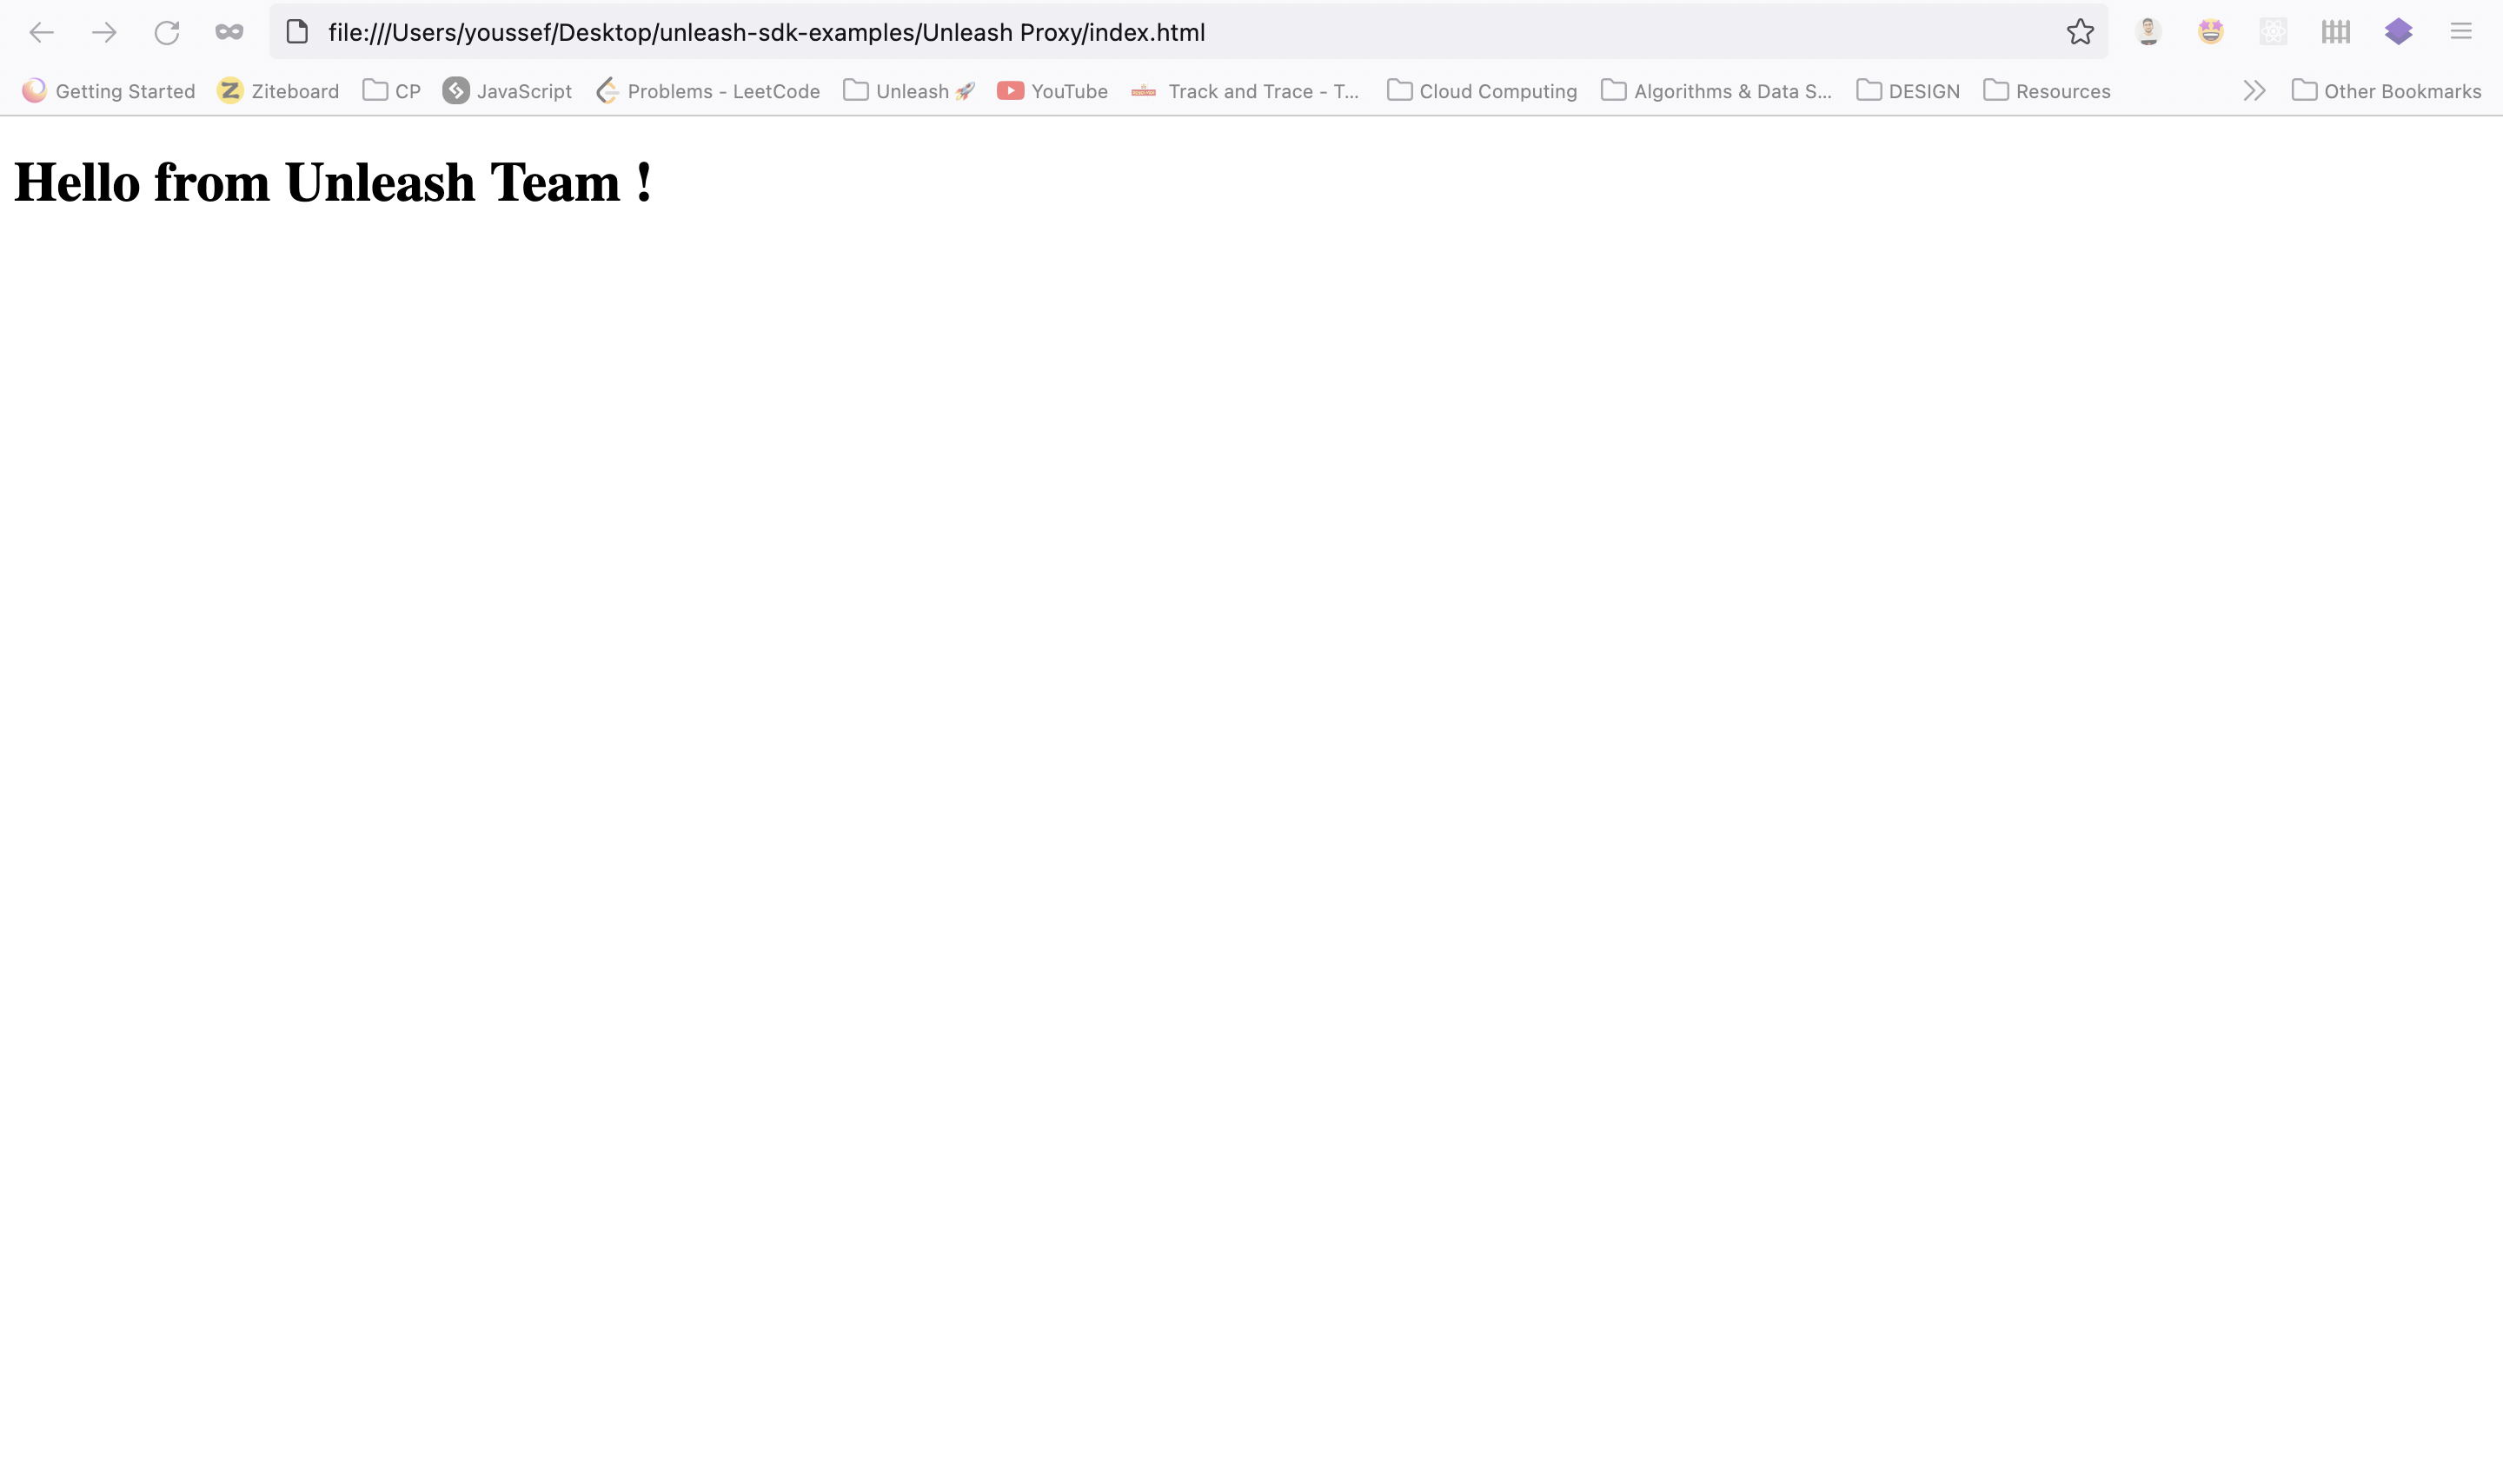 file:///Users/youssef/Desktop/unleash-sdk-examples/Unleash Proxy/index.html
Getting Started Ziteboard CP JavaScript Problems - LeetCode Unleash 🚀 YouTube Track and Trace - T... Cloud Computing Algorithms & Data S... DESIGN Resources Other Bookmarks
Hello from Unleash Team !